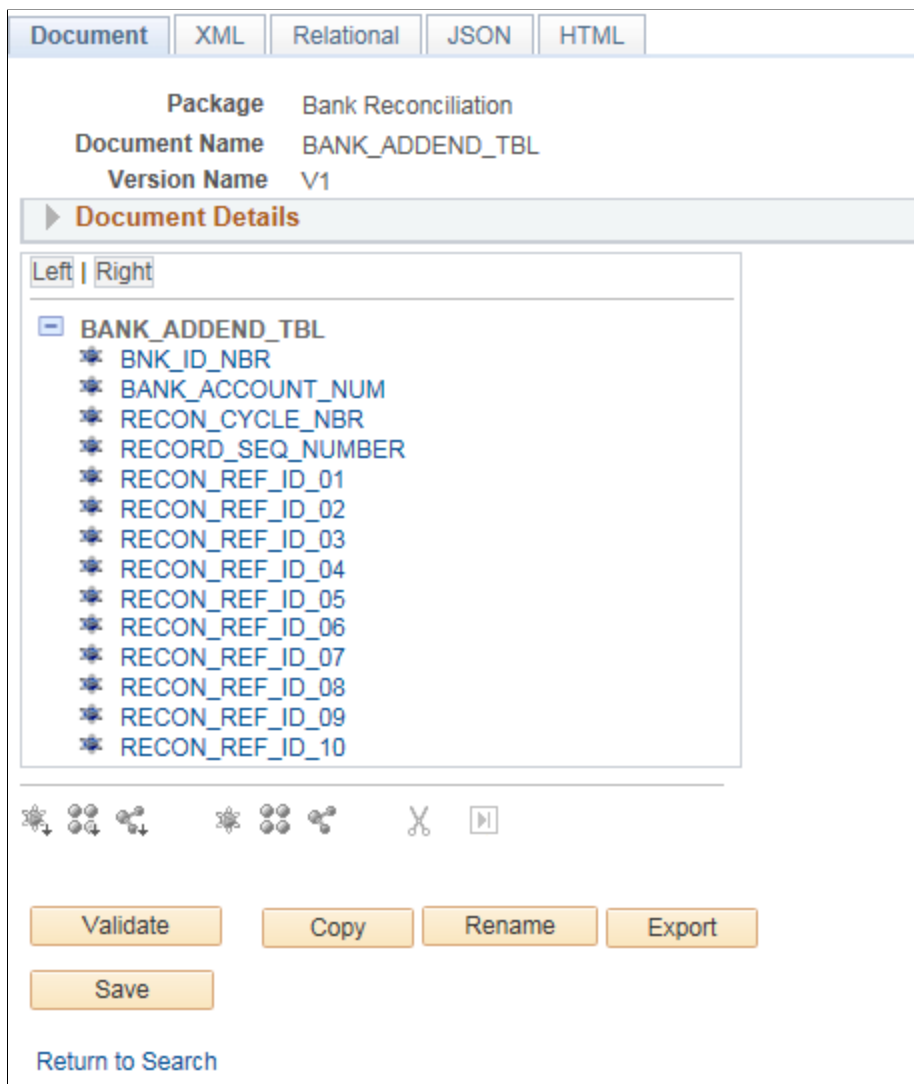 Document XML Relational JSON HTML
Package Bank Reconciliation
Document Name BANK_ADDEND_TBL
Version Name V1
Document Details
Left | Right
BANK_ADDEND_TBL
BNK_ID_NBR
BANK_ACCOUNT_NUM
RECON_CYCLE_NBR
RECORD_SEQ_NUMBER
RECON_REF_ID_01
RECON_REF_ID_02
RECON_REF_ID_03
RECON_REF_ID_04
RECON_REF_ID_05
RECON_REF_ID_06
RECON_REF_ID_07
RECON_REF_ID_08
RECON_REF_ID_09
RECON_REF_ID_10
Validate Copy Rename Export
Save
Return to Search